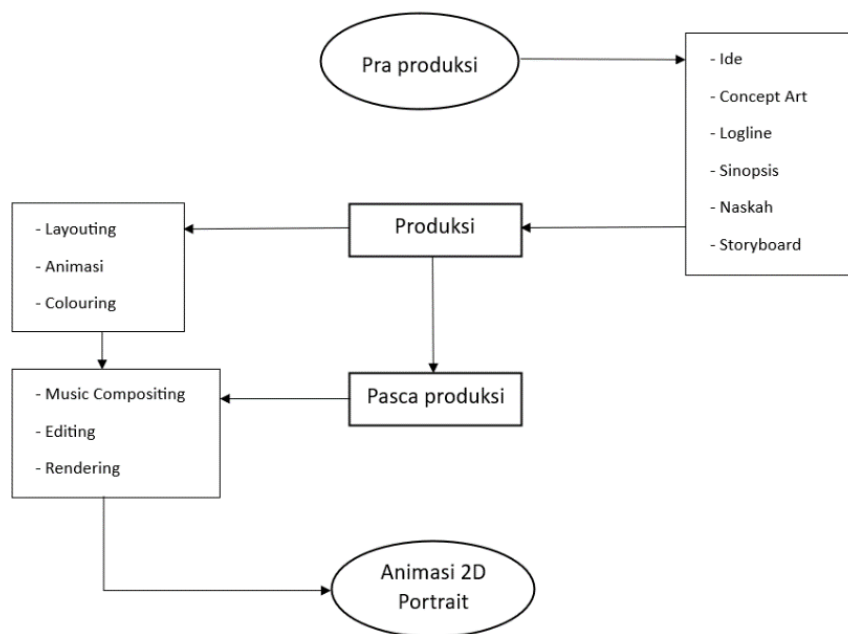 Pra produksi
- Ide
- Concept Art
- Logline
- Sinopsis
- Naskah
- Storyboard
Produksi
- Layouting
- Animasi
- Colouring
Pasca produksi
- Music Compositing
- Editing
- Rendering
Animasi 2D
Portrait